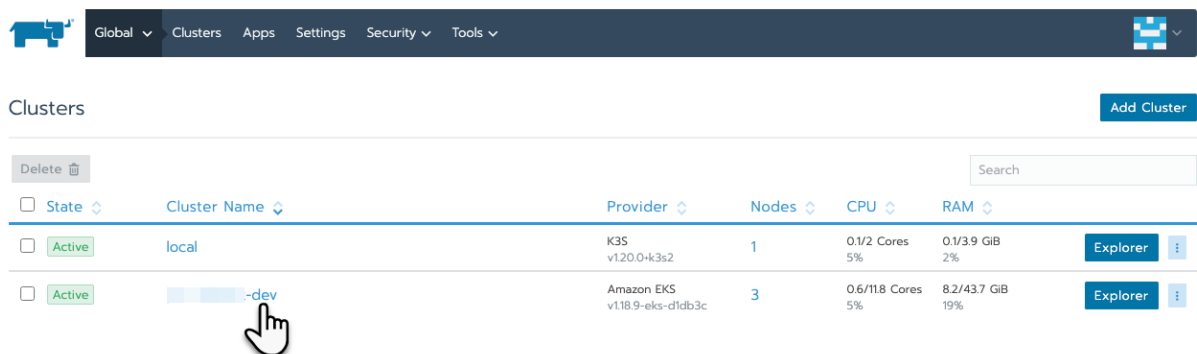 Global Clusters Apps Settings Security Tools
Clusters
Add Cluster
Delete
Search
State Cluster Name Provider Nodes CPU RAM
Active local K3S 1 0.1/2 Cores 0.1/3.9 GiB Explorer
v1.20.0+k3s2 5% 2%
Active -dev Amazon EKS 3 0.6/11.8 Cores 8.2/43.7 GiB Explorer
v1.18.9-eks-d1db3c 5% 19%